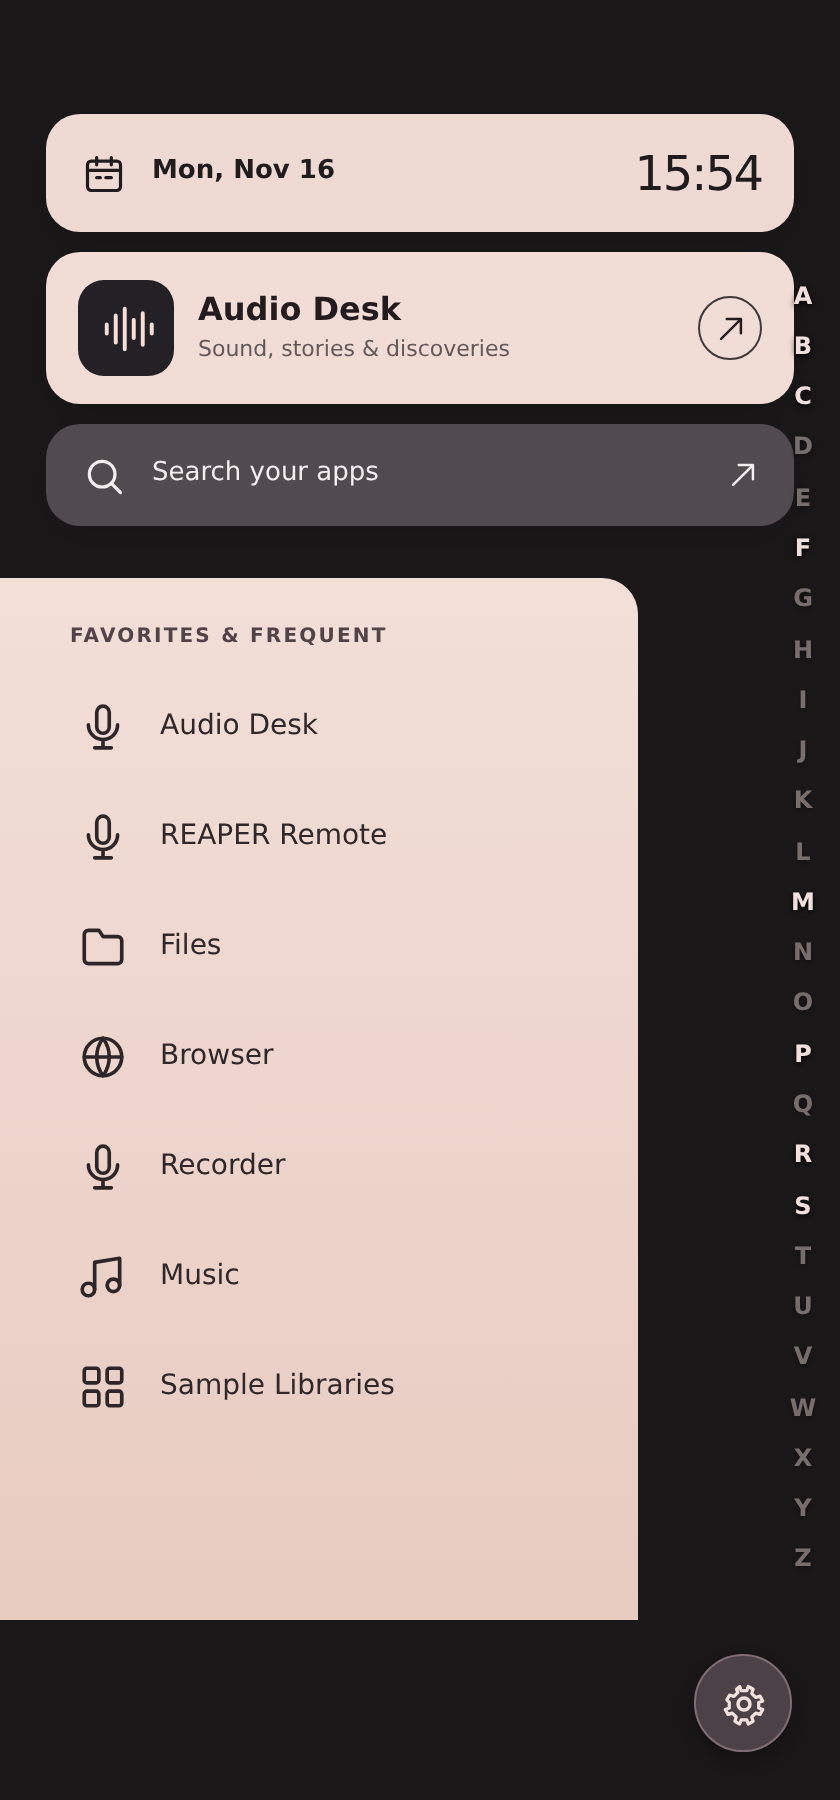 Mon, Nov 16
15:54
Audio Desk
Sound, stories & discoveries
Search your apps
FAVORITES & FREQUENT
Audio Desk
REAPER Remote
Files
Browser
Recorder
Music
Sample Libraries
A
B
C
D
E
F
G
H
I
J
K
L
M
N
O
P
Q
R
S
T
U
V
W
X
Y
Z